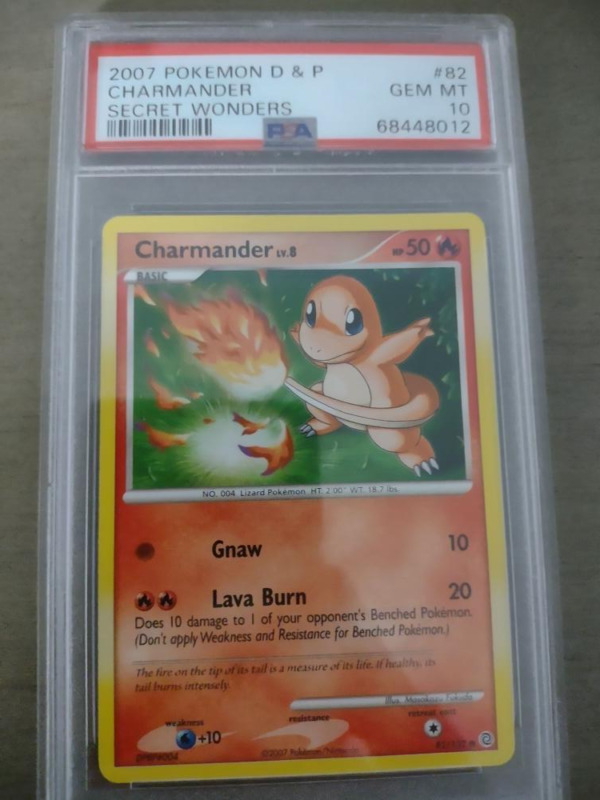 2007 POKEMON D & P #82
CHARMANDER GEM MT
SECRET WONDERS 10
PSA 68448012
Charmander LV.8 HP 50
BASIC
NO. 004 Lizard Pokémon HT. 2'00" WT. 18.7 lbs.
Gnaw 10
Lava Burn 20
Does 10 damage to 1 of your opponent's Benched Pokémon.
(Don't apply Weakness and Resistance for Benched Pokémon.)
The fire on the tip of its tail is a measure of its life. If healthy, its
tail burns intensely.
Illus.
weakness resistance retreat cost
+10
©2007 Pokémon/Nintendo 82/132